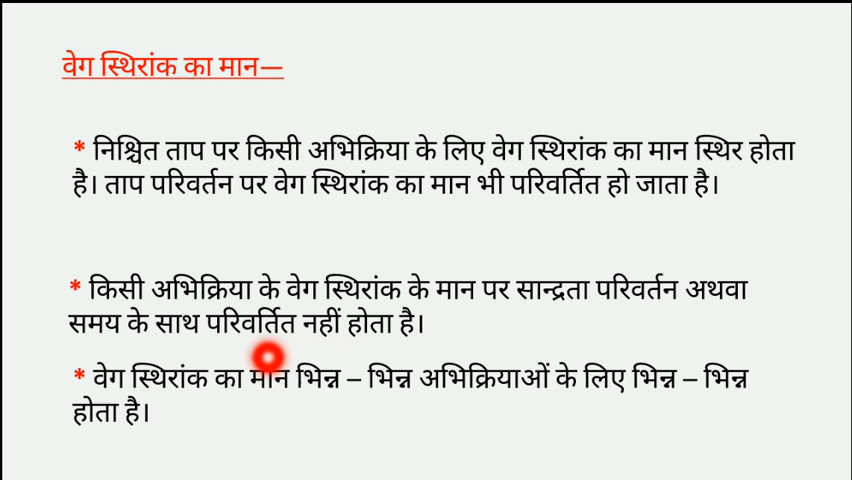 वेग स्थिरांक का मान—
* निश्चित ताप पर किसी अभिक्रिया के लिए वेग स्थिरांक का मान स्थिर होता
है। ताप परिवर्तन पर वेग स्थिरांक का मान भी परिवर्तित हो जाता है।
* किसी अभिक्रिया के वेग स्थिरांक के मान पर सान्द्रता परिवर्तन अथवा
समय के साथ परिवर्तित नहीं होता है।
* वेग स्थिरांक का मान भिन्न – भिन्न अभिक्रियाओं के लिए भिन्न – भिन्न
होता है।